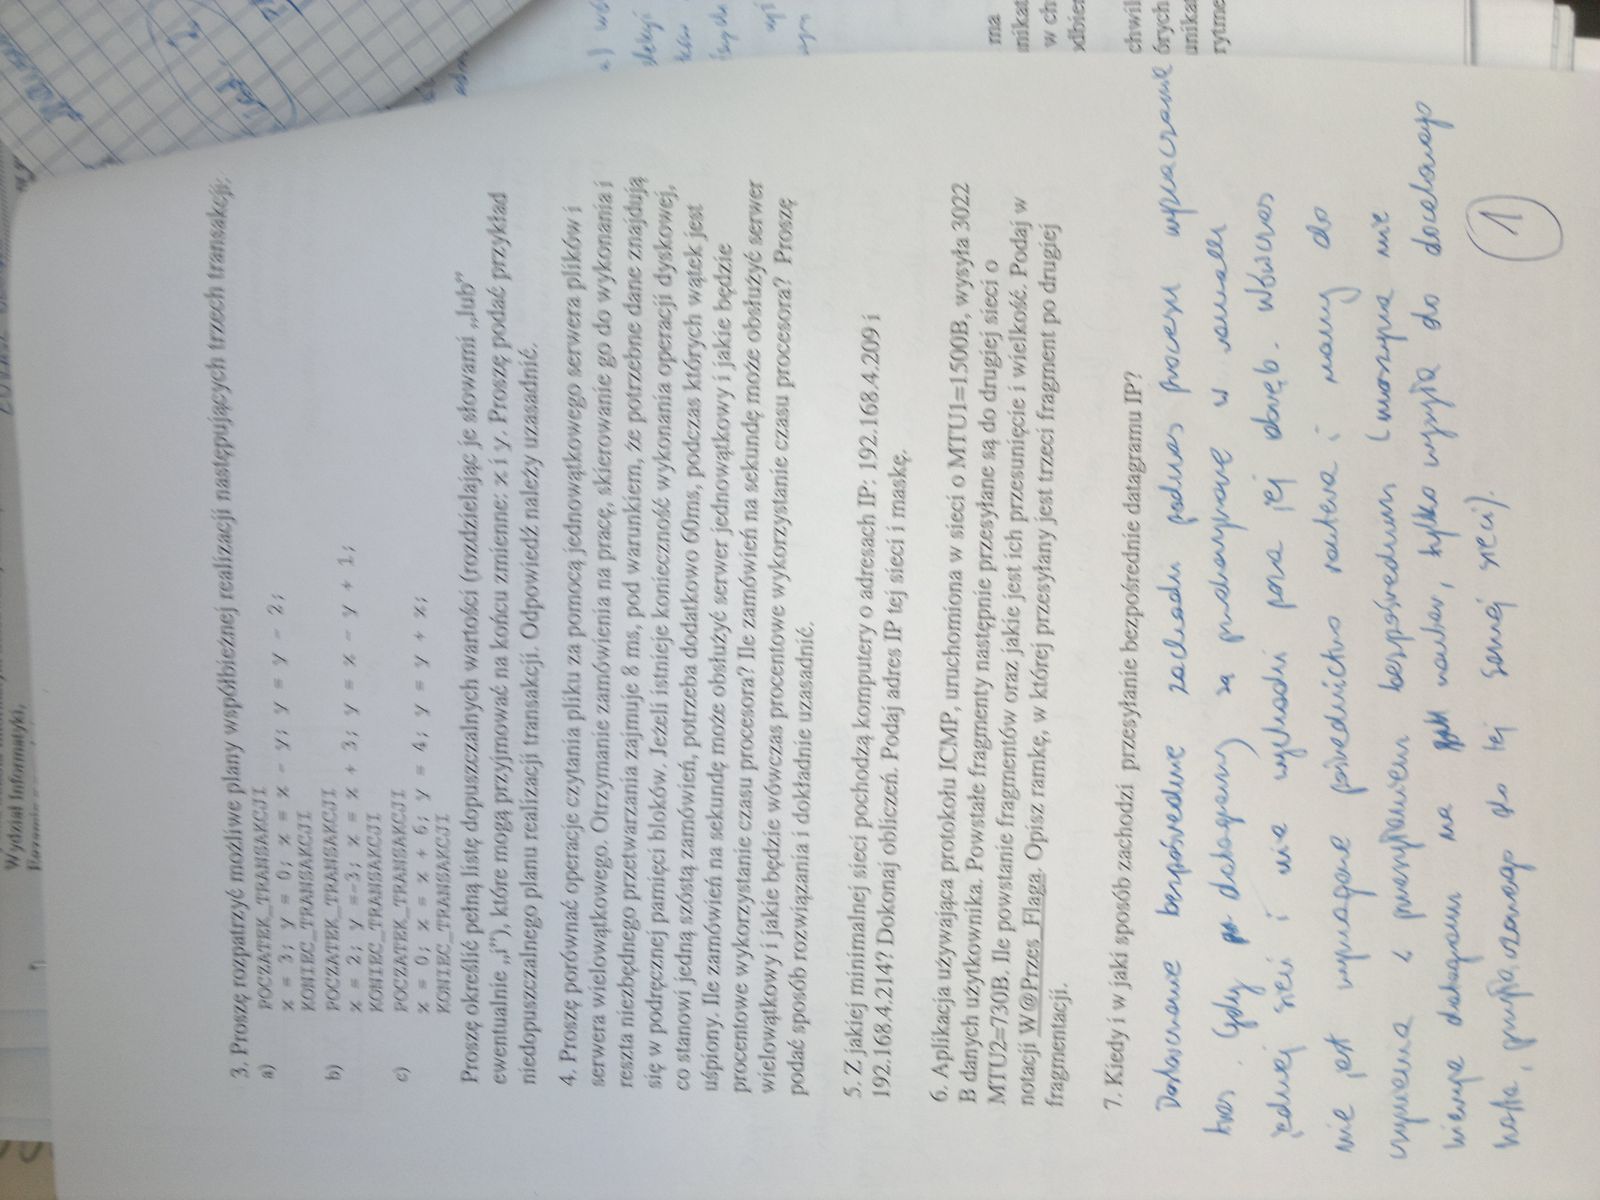 Wydział Informatyki,
3. Proszę rozpatrzyć możliwe plany współbieżnej realizacji następujących trzech transakcji:
a) POCZATEK_TRANSAKCJI
x = 3; y = 0; x = x - y; y = y - 2;
KONIEC_TRANSAKCJI
b) POCZATEK_TRANSAKCJI
x = 2; y =-3; x = x + 3; y = x - y + 1;
KONIEC_TRANSAKCJI
c) POCZATEK_TRANSAKCJI
x = 0; x = x + 6; y = 4; y = y + x;
KONIEC_TRANSAKCJI
Proszę określić pełną listę dopuszczalnych wartości (rozdzielając je słowami „lub”
ewentualnie „i”), które mogą przyjmować na końcu zmienne: x i y. Proszę podać przykład
niedopuszczalnego planu realizacji transakcji. Odpowiedź należy uzasadnić.
4. Proszę porównać operacje czytania pliku za pomocą jednowątkowego serwera plików i
serwera wielowątkowego. Otrzymanie zamówienia na pracę, skierowanie go do wykonania i
reszta niezbędnego przetwarzania zajmuje 8 ms, pod warunkiem, że potrzebne dane znajdują
się w podręcznej pamięci bloków. Jeżeli istnieje konieczność wykonania operacji dyskowej,
co stanowi jedną szóstą zamówień, potrzeba dodatkowo 60ms, podczas których wątek jest
uśpiony. Ile zamówień na sekundę może obsłużyć serwer jednowątkowy i jakie będzie
procentowe wykorzystanie czasu procesora? Ile zamówień na sekundę może obsłużyć serwer
wielowątkowy i jakie będzie wówczas procentowe wykorzystanie czasu procesora? Proszę
podać sposób rozwiązania i dokładnie uzasadnić.
5. Z jakiej minimalnej sieci pochodzą komputery o adresach IP: 192.168.4.209 i
192.168.4.214? Dokonaj obliczeń. Podaj adres IP tej sieci i maskę.
6. Aplikacja używająca protokołu ICMP, uruchomiona w sieci o MTU1=1500B, wysyła 3022
B danych użytkownika. Powstałe fragmenty następnie przesyłane są do drugiej sieci o
MTU2=730B. Ile powstanie fragmentów oraz jakie jest ich przesunięcie i wielkość. Podaj w
notacji W@Przes_Flaga. Opisz ramkę, w której przesyłany jest trzeci fragment po drugiej
fragmentacji.
7. Kiedy i w jaki sposób zachodzi przesyłanie bezpośrednie datagramu IP?
Dostarczanie bezpośrednie zachodzi podczas procesu wyznaczania
tras. Gdy datagramy są przekazywane w ramach
jednej sieci i nie wychodzi poza jej obręb. Wówczas
nie jest wymagane pośrednictwo routera i mamy do
czynienia z przesyłaniem bezpośrednim (maszyna nie
kieruje datagramu na router, tylko wysyła do docelowego
hosta, przyłączonego do tej samej sieci).
1